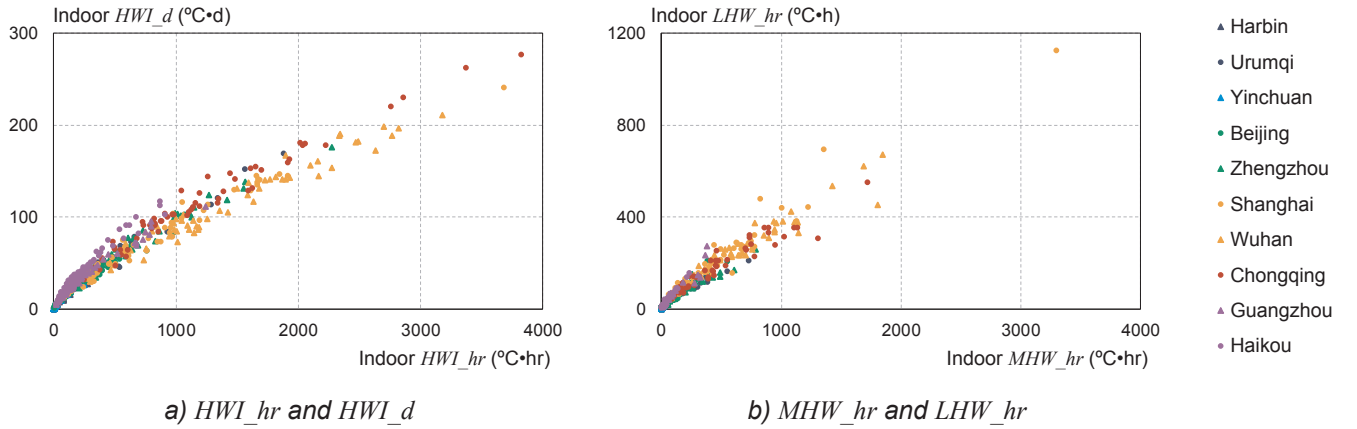 Indoor HWI_d (ºC•d)
300
200
100
0
0 1000 2000 3000 4000
Indoor HWI_hr (ºC•hr)
a) HWI_hr and HWI_d
Indoor LHW_hr (ºC•h)
1200
800
400
0
0 1000 2000 3000 4000
Indoor MHW_hr (ºC•hr)
b) MHW_hr and LHW_hr
Harbin
Urumqi
Yinchuan
Beijing
Zhengzhou
Shanghai
Wuhan
Chongqing
Guangzhou
Haikou